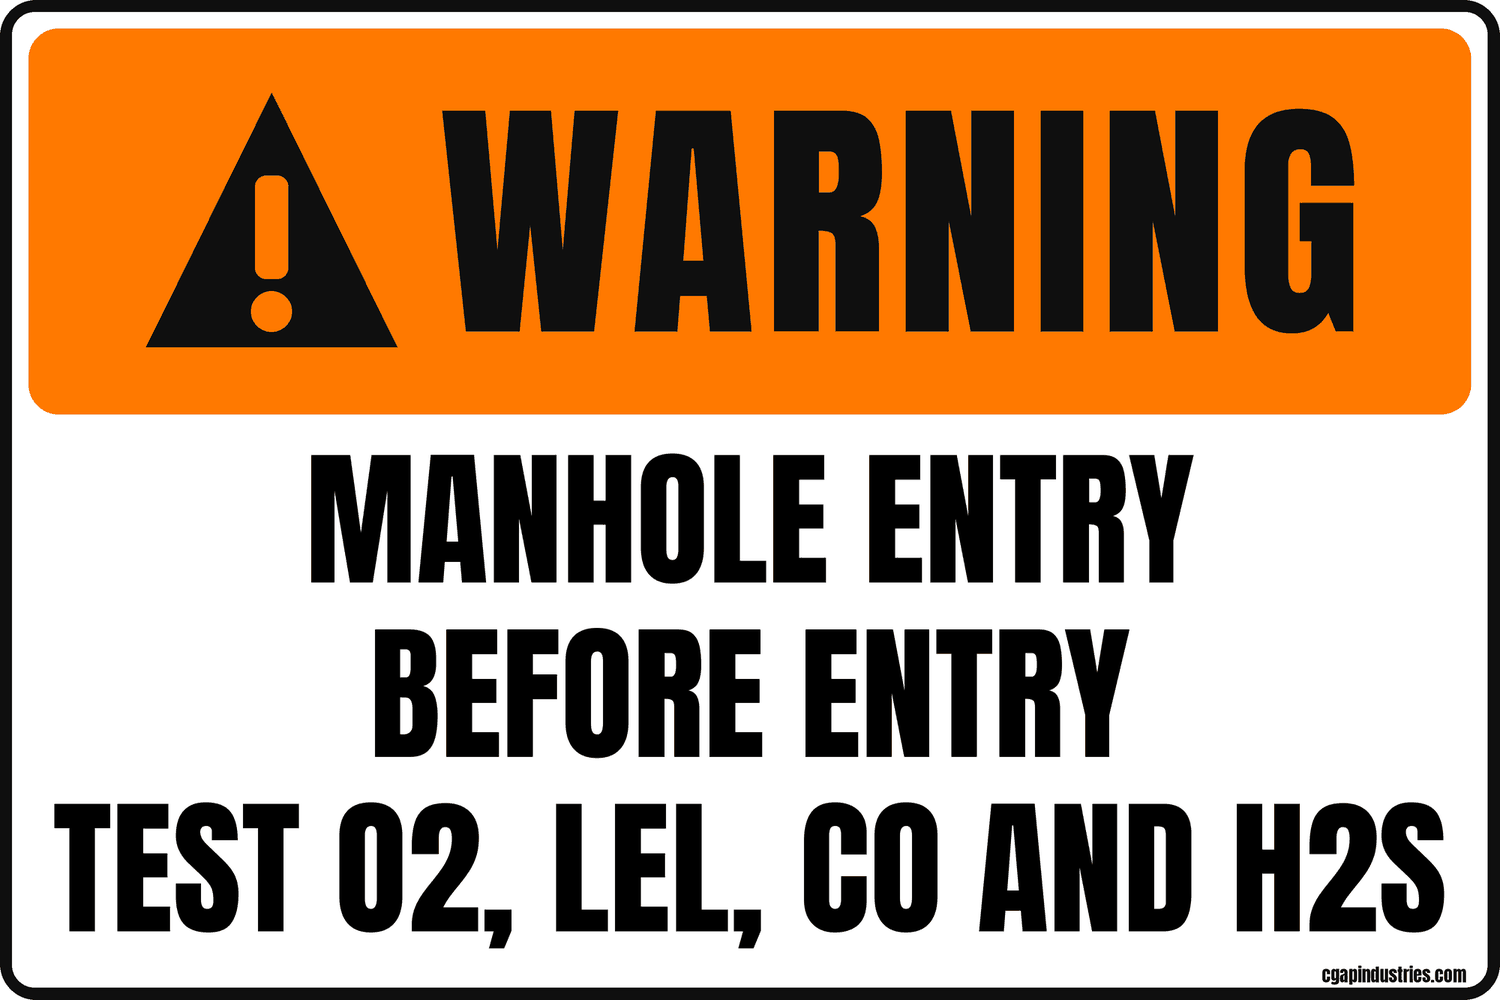 WARNING
MANHOLE ENTRY
BEFORE ENTRY
TEST O2, LEL, CO AND H2S
cgapindustries.com